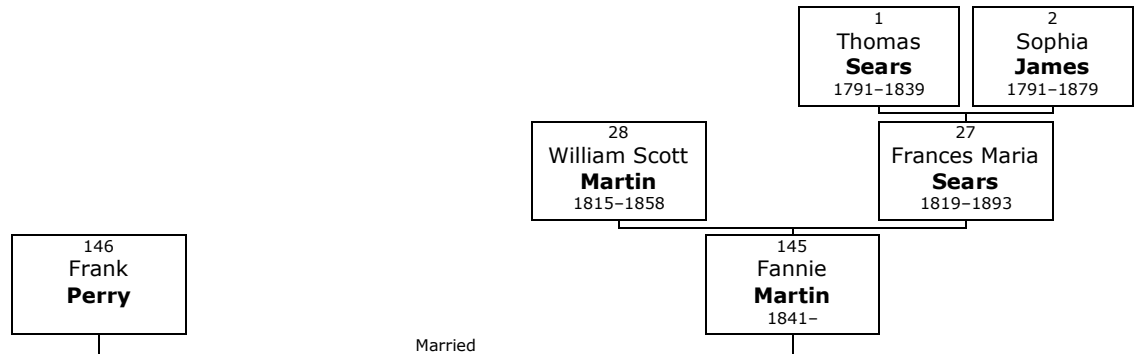 1
Thomas
Sears
1791–1839
2
Sophia
James
1791–1879
28
William Scott
Martin
1815–1858
27
Frances Maria
Sears
1819–1893
146
Frank
Perry
145
Fannie
Martin
1841–
Married